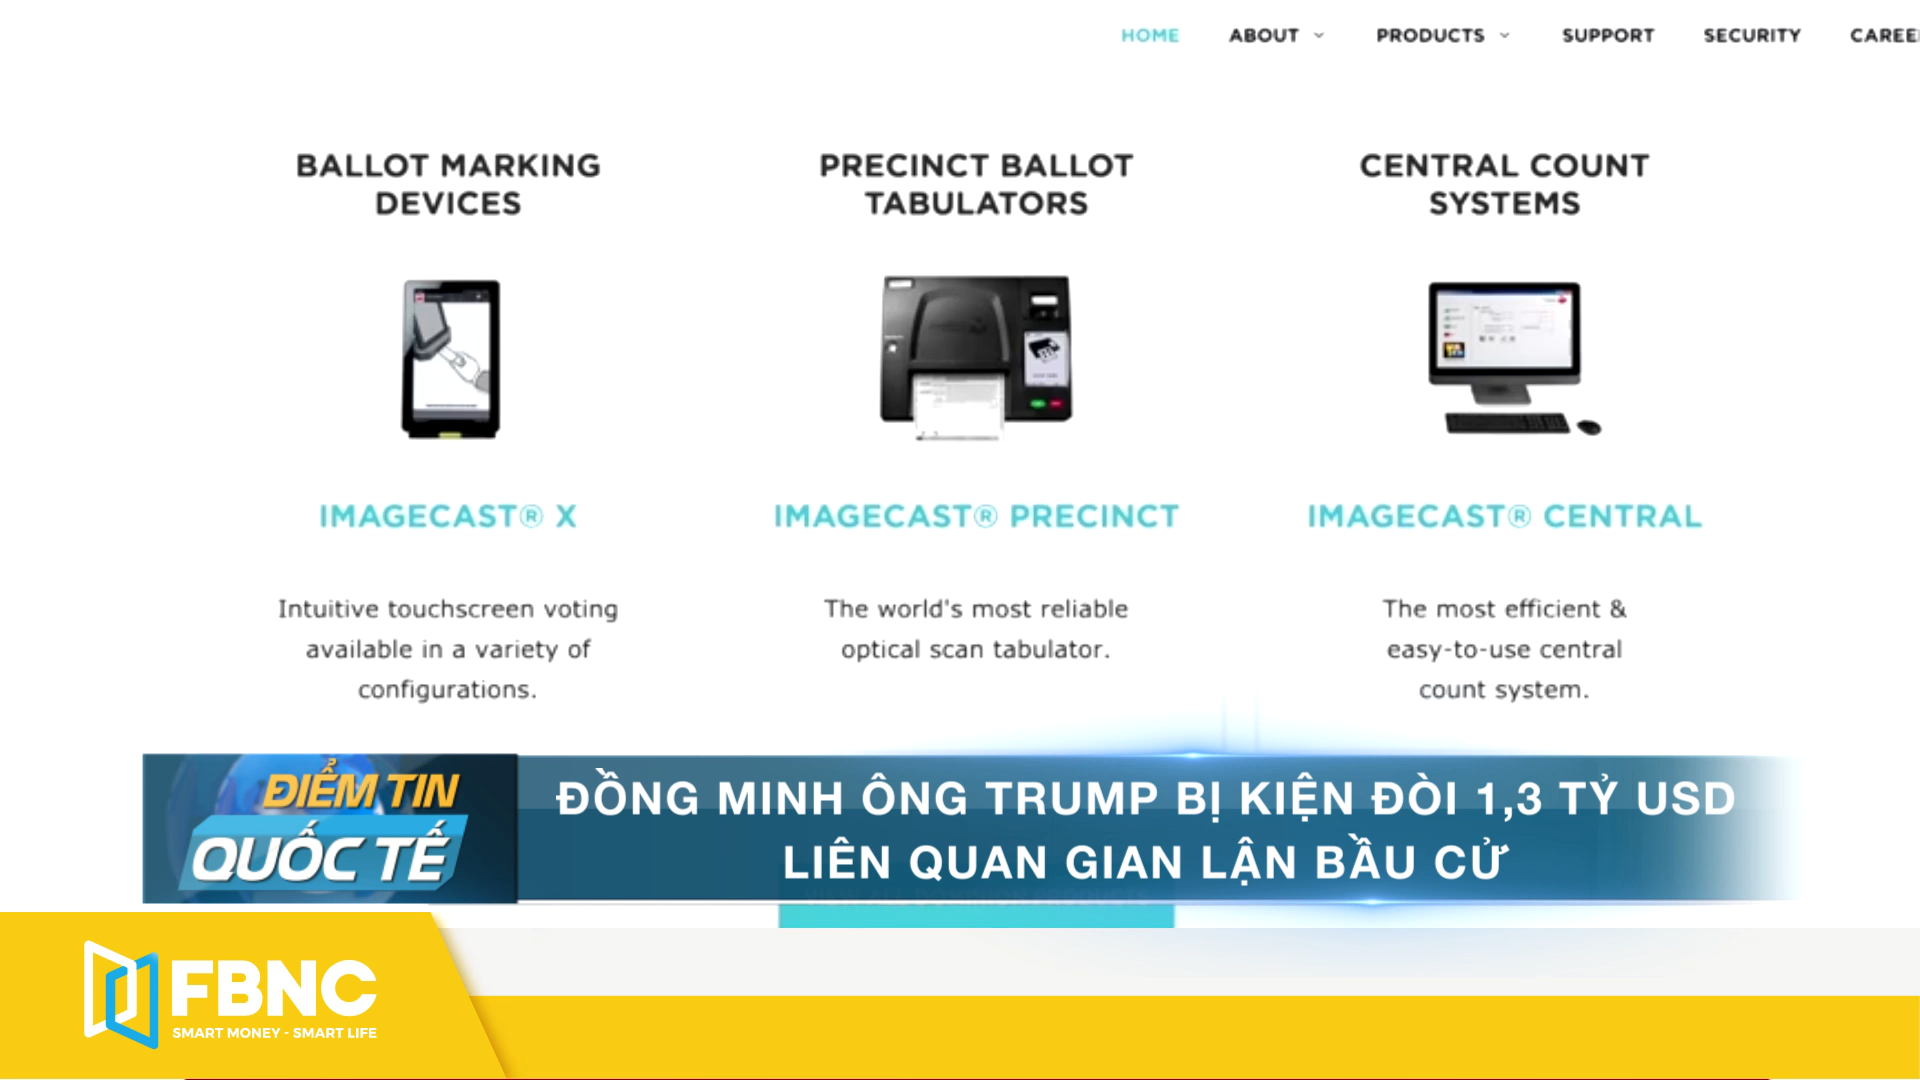 HOME ABOUT PRODUCTS SUPPORT SECURITY
BALLOT MARKING
DEVICES
PRECINCT BALLOT
TABULATORS
CENTRAL COUNT
SYSTEMS
IMAGECAST® X
IMAGECAST® PRECINCT
IMAGECAST® CENTRAL
Intuitive touchscreen voting
available in a variety of
configurations.
The world's most reliable
optical scan tabulator.
The most efficient &
easy-to-use central
count system.
ĐIỂM TIN
QUỐC TẾ
ĐỒNG MINH ÔNG TRUMP BỊ KIỆN ĐÒI 1,3 TỶ USD
LIÊN QUAN GIAN LẬN BẦU CỬ
FBNC
SMART MONEY - SMART LIFE